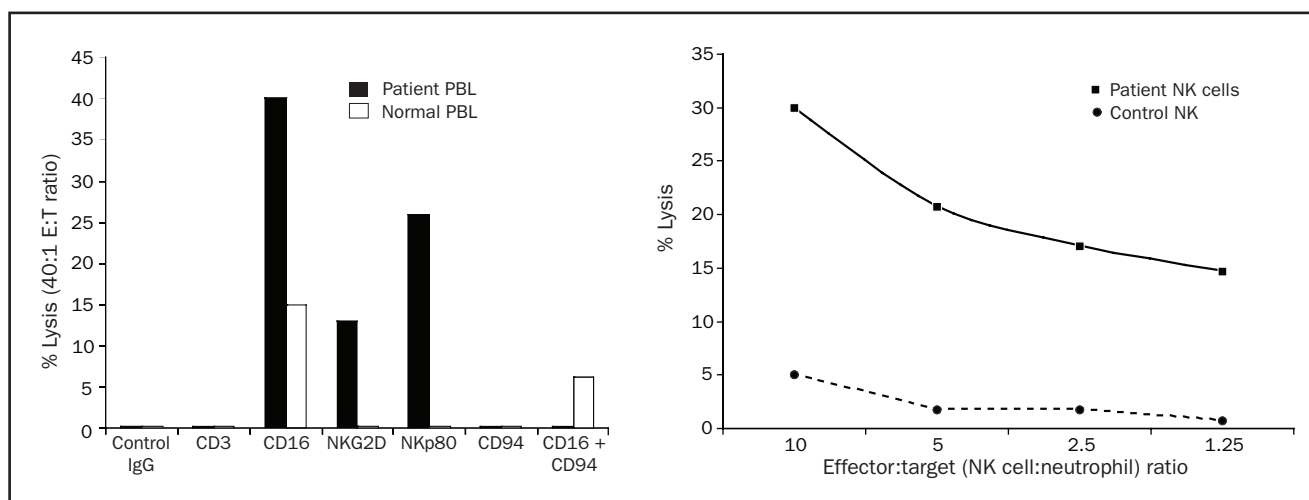 45
40
35
30
25
20
15
10
5
0
% Lysis (40:1 E:T ratio)
Patient PBL
Normal PBL
Control IgG
CD3
CD16
NKG2D
NKp80
CD94
CD16 + CD94
35
30
25
20
15
10
5
0
% Lysis
Patient NK cells
Control NK
10
5
2.5
1.25
Effector:target (NK cell:neutrophil) ratio